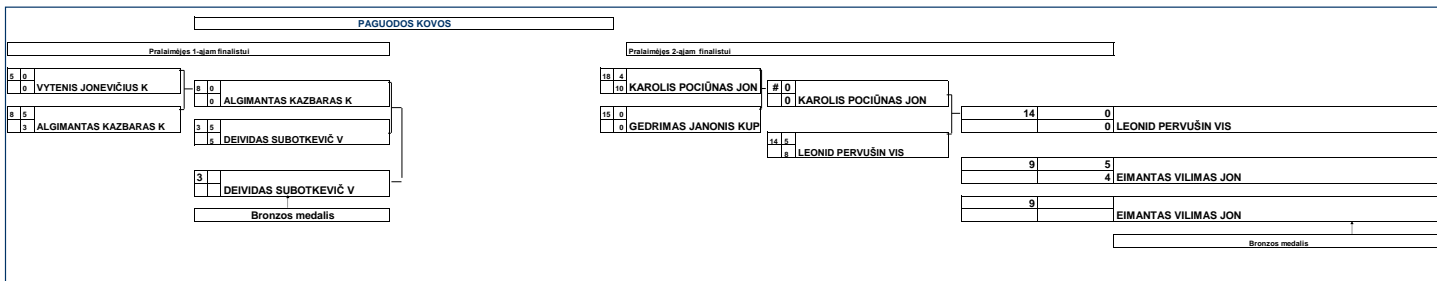 PAGUODOS KOVOS
Pralaimėjęs 1-ajam finalistui
5 0
0 VYTENIS JONEVIČIUS K
8 5
3 ALGIMANTAS KAZBARAS K
8 0
0 ALGIMANTAS KAZBARAS K
3 5
5 DEIVIDAS SUBOTKEVIČ V
3
DEIVIDAS SUBOTKEVIČ V
Bronzos medalis
Pralaimėjęs 2-ajam finalistui
18 4
10 KAROLIS POCIŪNAS JON
15 0
0 GEDRIMAS JANONIS KUP
# 0
0 KAROLIS POCIŪNAS JON
14 5
8 LEONID PERVUŠIN VIS
14 0
0 LEONID PERVUŠIN VIS
9 5
4 EIMANTAS VILIMAS JON
9
EIMANTAS VILIMAS JON
Bronzos medalis